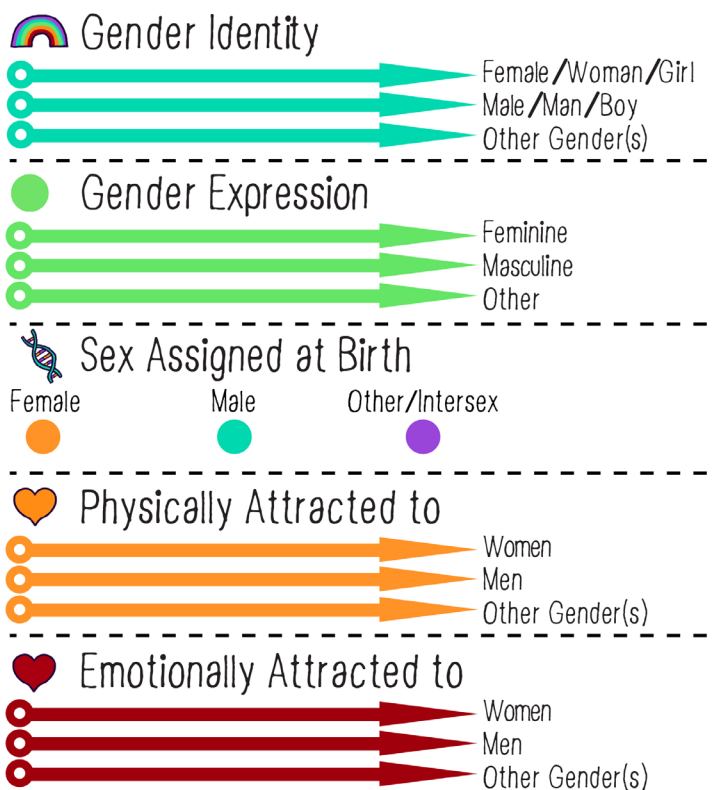 Gender Identity
Female/Woman/Girl
Male/Man/Boy
Other Gender(s)
Gender Expression
Feminine
Masculine
Other
Sex Assigned at Birth
Female Male Other/Intersex
Physically Attracted to
Women
Men
Other Gender(s)
Emotionally Attracted to
Women
Men
Other Gender(s)